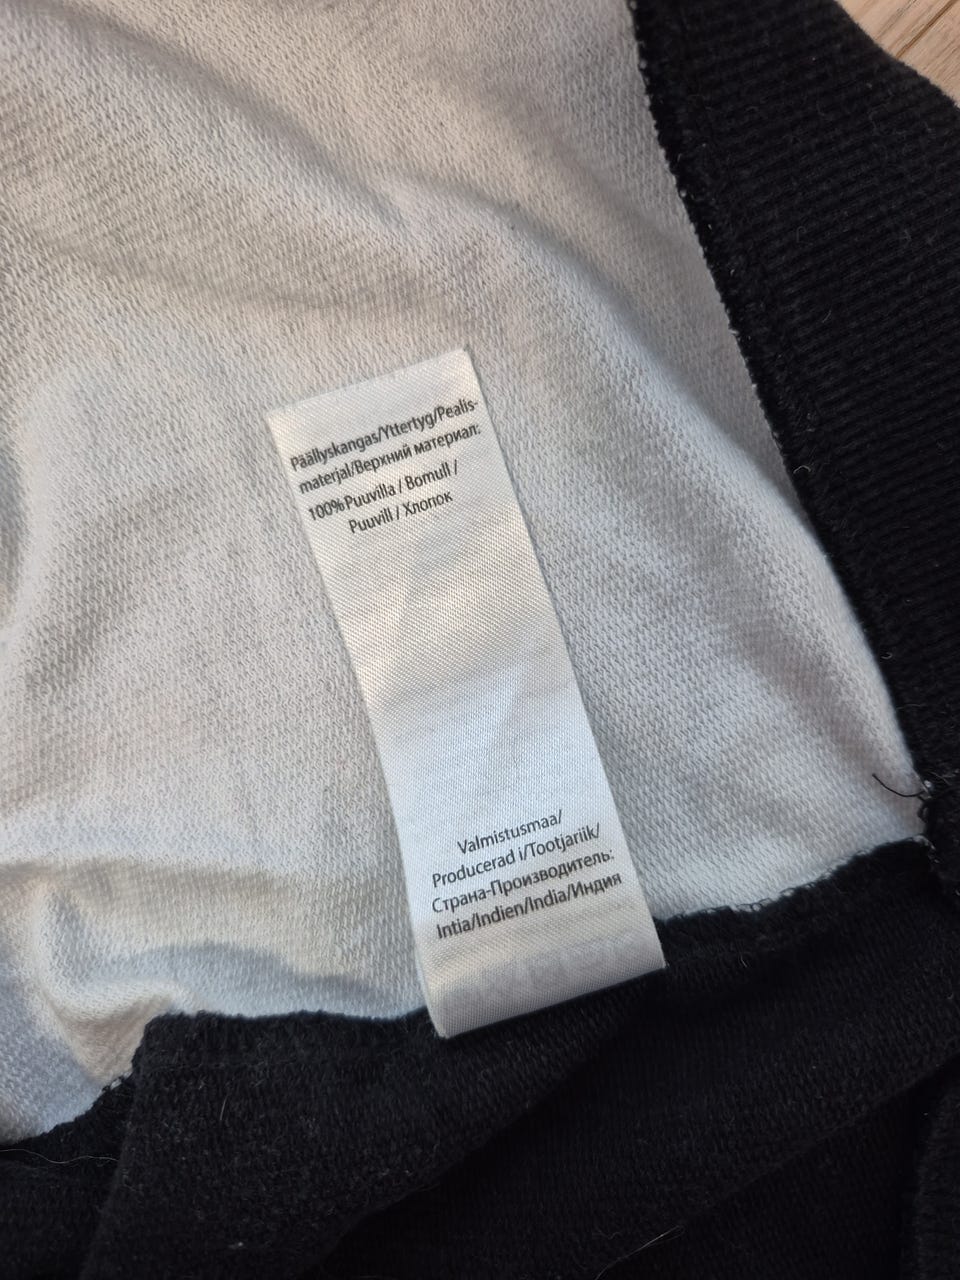 Päällyskangas/Yttertyg/Pealis-
materjal/Верхний материал:
100%Puuvilla / Bomull /
Puuvill / Хлопок
Valmistusmaa/
Producerad i/Tootjariik/
Страна-Производитель:
Intia/Indien/India/Индия